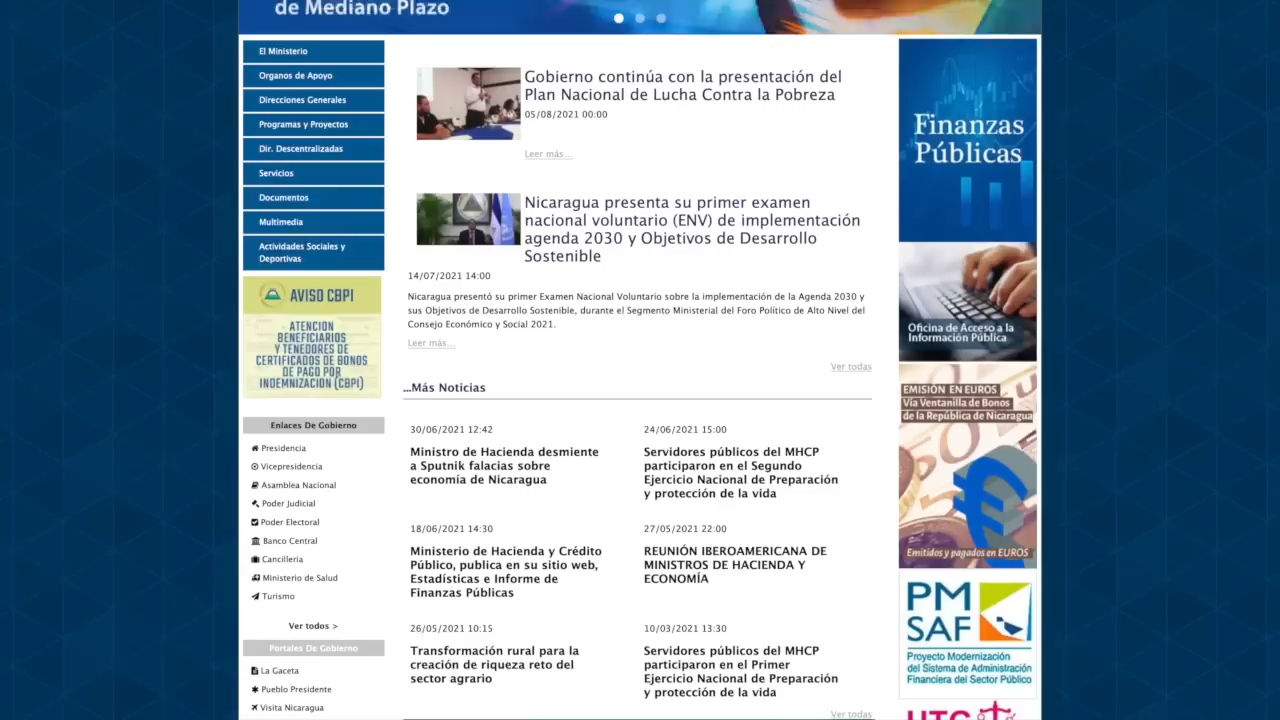 de Mediano Plazo
El Ministerio
Organos de Apoyo
Direcciones Generales
Programas y Proyectos
Dir. Descentralizadas
Servicios
Documentos
Multimedia
Actividades Sociales y
Deportivas
AVISO CBPI
ATENCION
BENEFICIARIOS
Y TENEDORES DE
CERTIFICADOS DE BONOS
DE PAGO POR
INDEMNIZACION (CBPI)
Enlaces De Gobierno
Presidencia
Vicepresidencia
Asamblea Nacional
Poder Judicial
Poder Electoral
Banco Central
Cancilleria
Ministerio de Salud
Turismo
Ver todos >
Portales De Gobierno
La Gaceta
Pueblo Presidente
Visita Nicaragua
Gobierno continúa con la presentación del
Plan Nacional de Lucha Contra la Pobreza
05/08/2021 00:00
Leer más...
Nicaragua presenta su primer examen
nacional voluntario (ENV) de implementación
agenda 2030 y Objetivos de Desarrollo
Sostenible
14/07/2021 14:00
Nicaragua presentó su primer Examen Nacional Voluntario sobre la implementación de la Agenda 2030 y
sus Objetivos de Desarrollo Sostenible, durante el Segmento Ministerial del Foro Político de Alto Nivel del
Consejo Económico y Social 2021.
Leer más...
Ver todas
...Más Noticias
30/06/2021 12:42
Ministro de Hacienda desmiente
a Sputnik falacias sobre
economía de Nicaragua
24/06/2021 15:00
Servidores públicos del MHCP
participaron en el Segundo
Ejercicio Nacional de Preparación
y protección de la vida
18/06/2021 14:30
Ministerio de Hacienda y Crédito
Público, publica en su sitio web,
Estadísticas e Informe de
Finanzas Públicas
27/05/2021 22:00
REUNIÓN IBEROAMERICANA DE
MINISTROS DE HACIENDA Y
ECONOMÍA
26/05/2021 10:15
Transformación rural para la
creación de riqueza reto del
sector agrario
10/03/2021 13:30
Servidores públicos del MHCP
participaron en el Primer
Ejercicio Nacional de Preparación
y protección de la vida
Ver todas
Finanzas
Públicas
Oficina de Acceso a la
Información Pública
EMISIÓN EN EUROS
Vía Ventanilla de Bonos
de la República de Nicaragua
Emitidos y pagados en EUROS
PM
SAF
Proyecto Modernización
del Sistema de Administración
Financiera del Sector Público